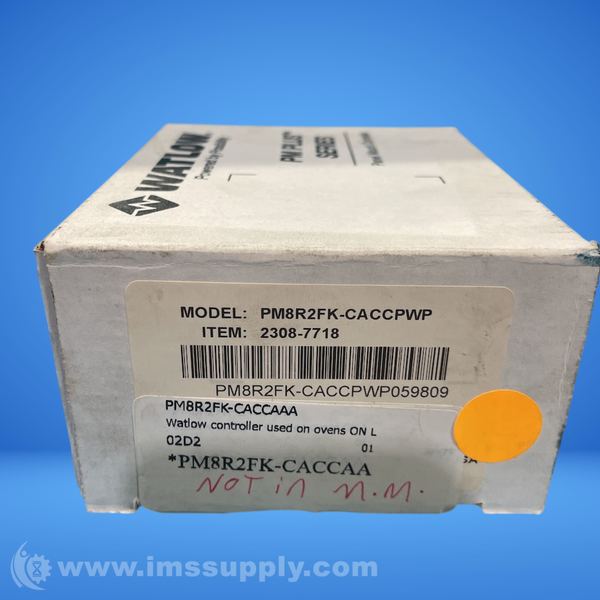 WATLOW
Powered by Possibility
PM PLUS™
SERIES
MODEL: PM8R2FK-CACCPWP
ITEM: 2308-7718
PM8R2FK-CACCPWP059809
PM8R2FK-CACCAAA
Watlow controller used on ovens ON L
02D2
01
*PM8R2FK-CACCAA
NOT in M.M.
www.imssupply.com